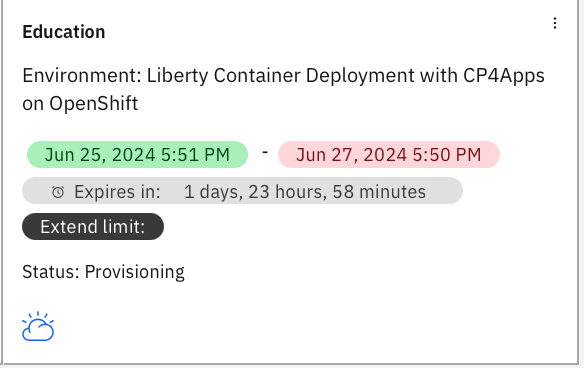 Education
Environment: Liberty Container Deployment with CP4Apps
on OpenShift
Jun 25, 2024 5:51 PM - Jun 27, 2024 5:50 PM
Expires in: 1 days, 23 hours, 58 minutes
Extend limit:
Status: Provisioning